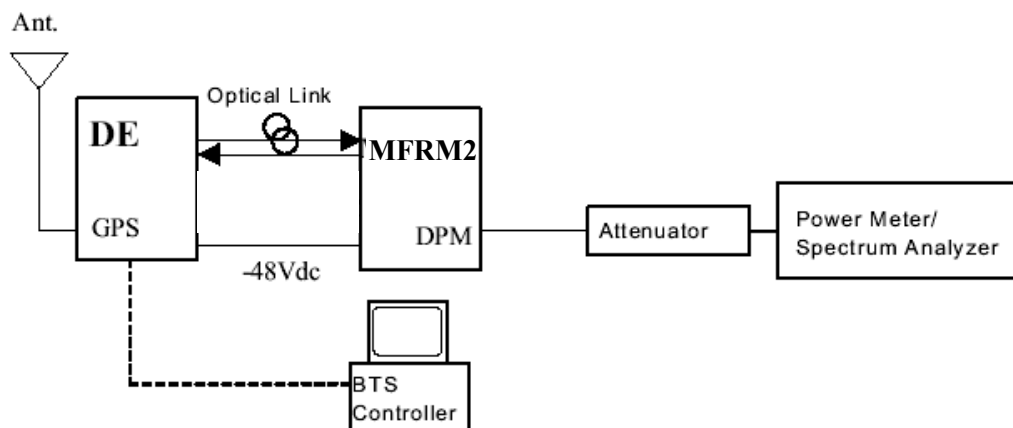 Ant.
Optical Link
DE
MFRM2
GPS
DPM
-48Vdc
Attenuator
Power Meter/
Spectrum Analyzer
BTS
Controller